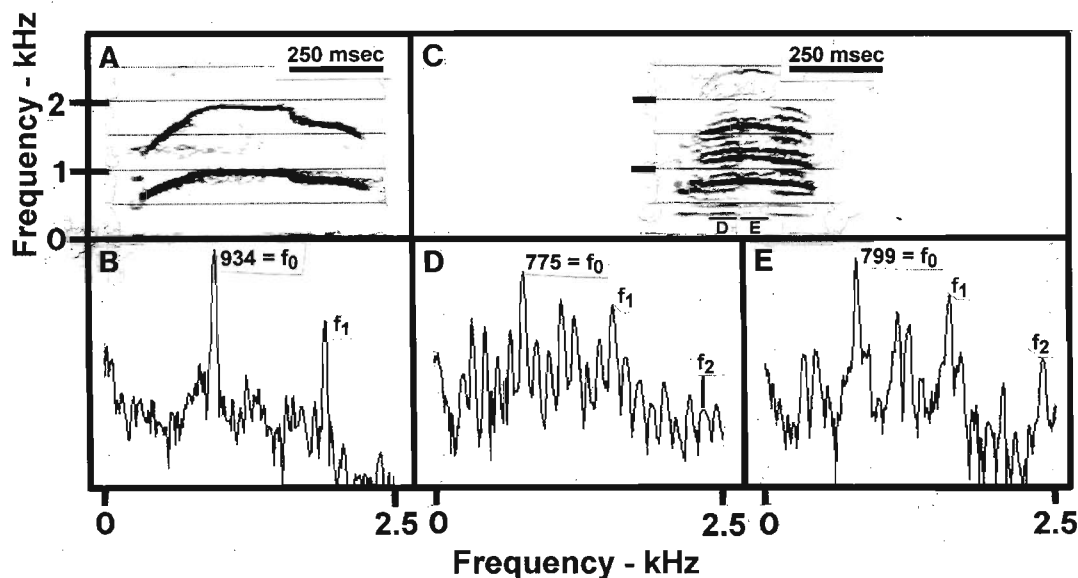 A
250 msec
C
250 msec
Frequency - kHz
2
1
0
D E
B
934 = f₀
f₁
D
775 = f₀
f₁
f₂
E
799 = f₀
f₁
f₂
0
2.5
0
2.5
0
2.5
Frequency - kHz